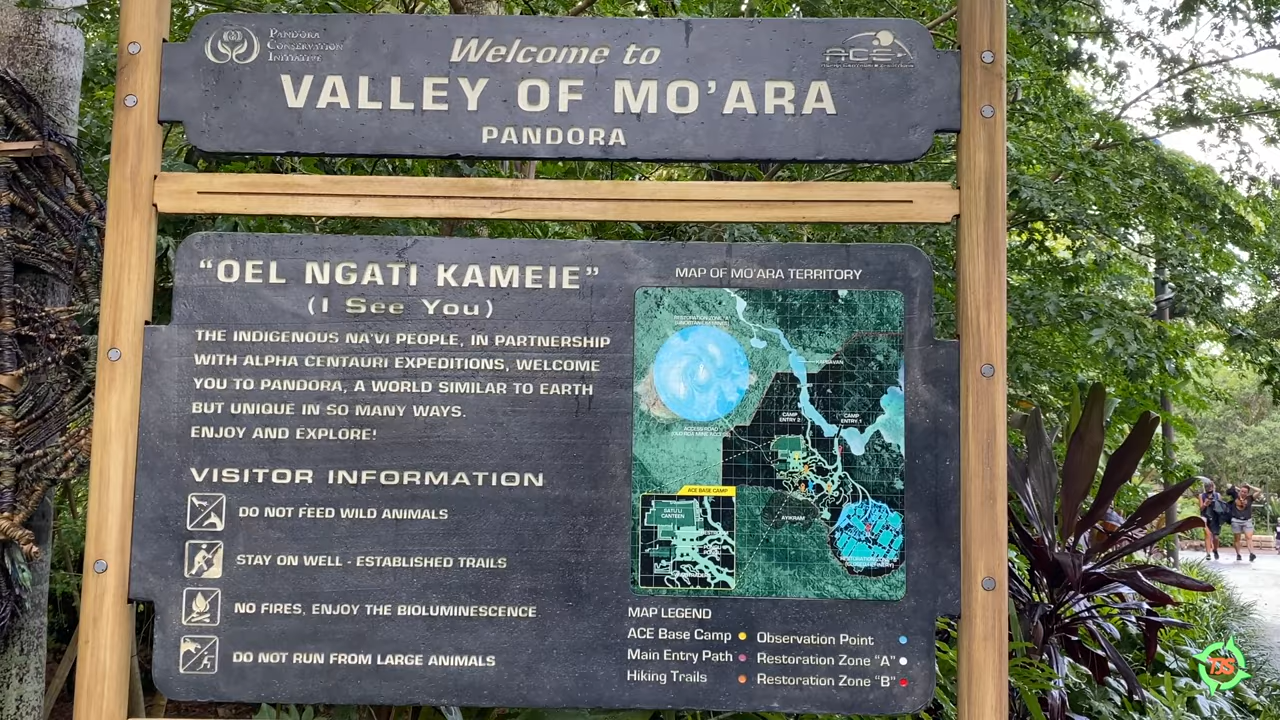 PANDORA
CONSERVATION
INITIATIVE
ACE
Welcome to
VALLEY OF MO'ARA
PANDORA
"OEL NGATI KAMEIE"
(I See You)
THE INDIGENOUS NA'VI PEOPLE, IN PARTNERSHIP
WITH ALPHA CENTAURI EXPEDITIONS, WELCOME
YOU TO PANDORA, A WORLD SIMILAR TO EARTH
BUT UNIQUE IN SO MANY WAYS.
ENJOY AND EXPLORE!
VISITOR INFORMATION
DO NOT FEED WILD ANIMALS
STAY ON WELL - ESTABLISHED TRAILS
NO FIRES, ENJOY THE BIOLUMINESCENCE
DO NOT RUN FROM LARGE ANIMALS
MAP OF MO'ARA TERRITORY
CAMP
ENTRY 2
CAMP
ENTRY 1
ACCESS ROAD
ACE BASE CAMP
SATU'LI
CANTEEN
AYIKRAM
MAP LEGEND
ACE Base Camp
Main Entry Path
Hiking Trails
Observation Point
Restoration Zone "A"
Restoration Zone "B"
DS